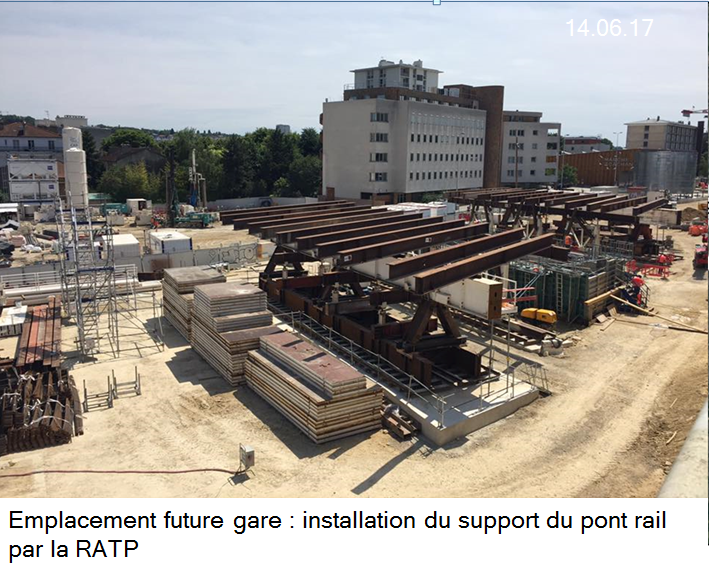 14.06.17
Emplacement future gare : installation du support du pont rail
par la RATP